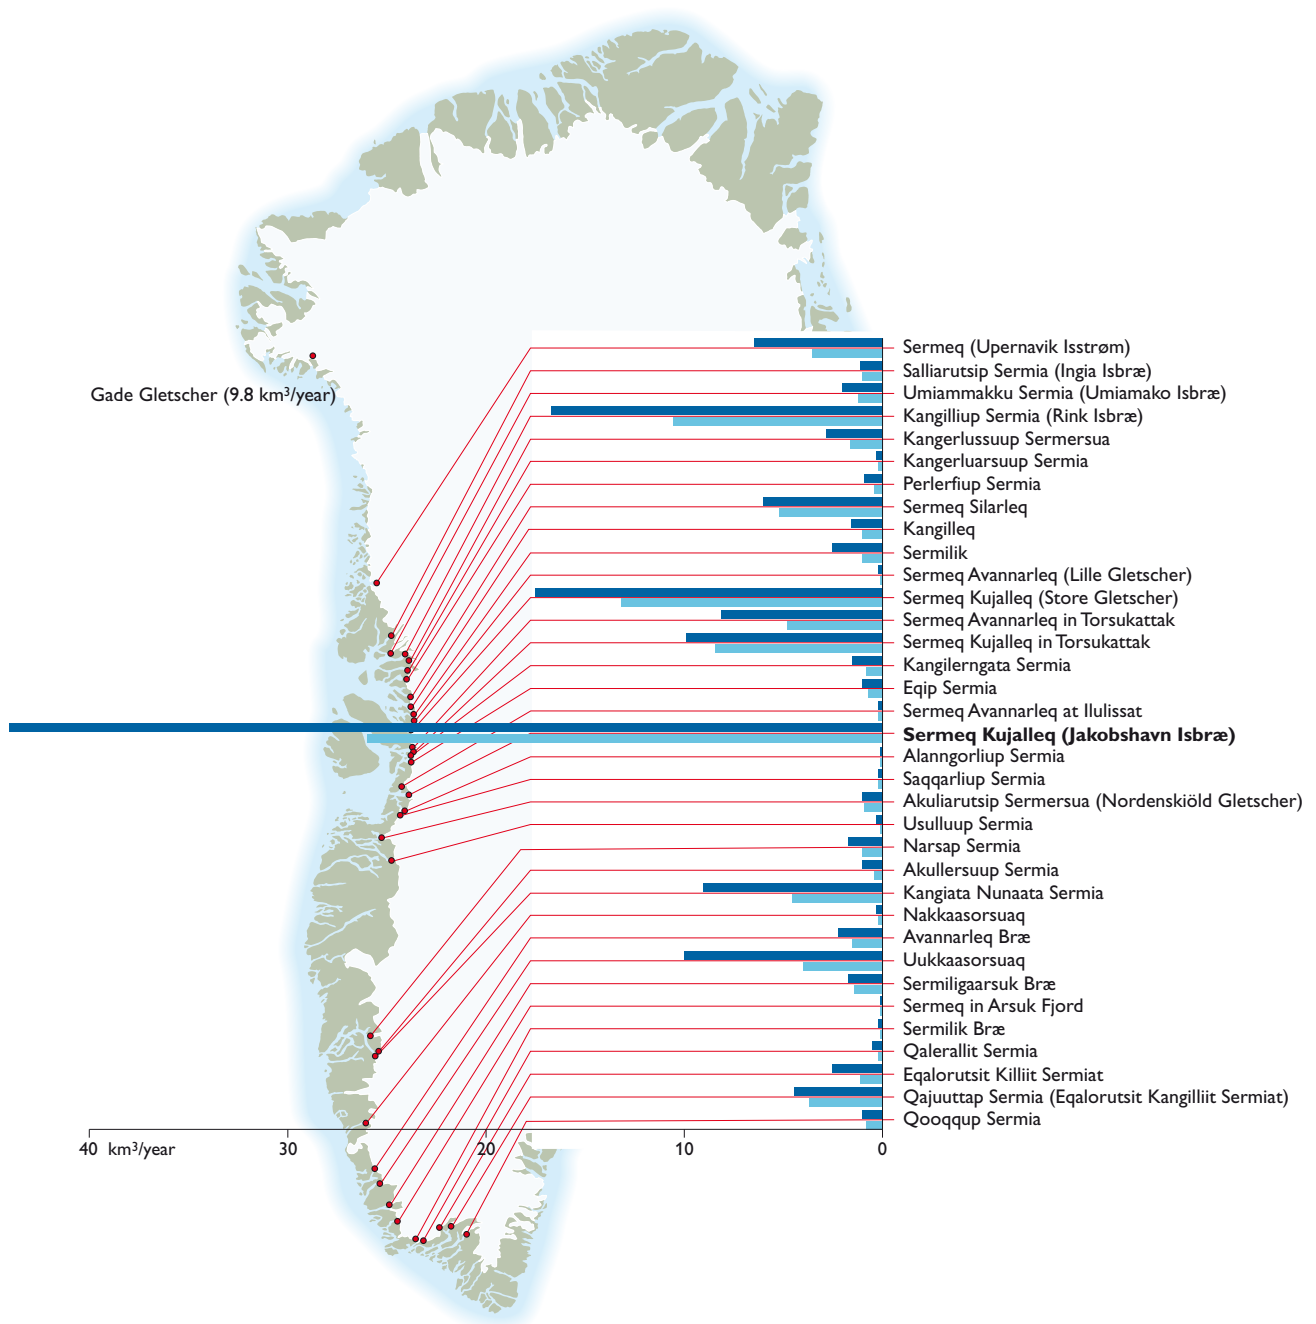 Gade Gletscher (9.8 km³/year)
Sermeq (Upernavik Isstrøm)
Salliarutsip Sermia (Ingia Isbræ)
Umiammakku Sermia (Umiamako Isbræ)
Kangilliup Sermia (Rink Isbræ)
Kangerlussuup Sermersua
Kangerluarsuup Sermia
Perlerfiup Sermia
Sermeq Silarleq
Kangilleq
Sermilik
Sermeq Avannarleq (Lille Gletscher)
Sermeq Kujalleq (Store Gletscher)
Sermeq Avannarleq in Torsukattak
Sermeq Kujalleq in Torsukattak
Kangilerngata Sermia
Eqip Sermia
Sermeq Avannarleq at Ilulissat
Sermeq Kujalleq (Jakobshavn Isbræ)
Alanngorliup Sermia
Saqqarliup Sermia
Akuliarutsip Sermersua (Nordenskiöld Gletscher)
Usulluup Sermia
Narsap Sermia
Akullersuup Sermia
Kangiata Nunaata Sermia
Nakkaasorsuaq
Avannarleq Bræ
Uukkaasorsuaq
Sermiligaarsuk Bræ
Sermeq in Arsuk Fjord
Sermilik Bræ
Qalerallit Sermia
Eqalorutsit Killiit Sermiat
Qajuuttap Sermia (Eqalorutsit Kangilliit Sermiat)
Qooqqup Sermia
40 km³/year 30 20 10 0